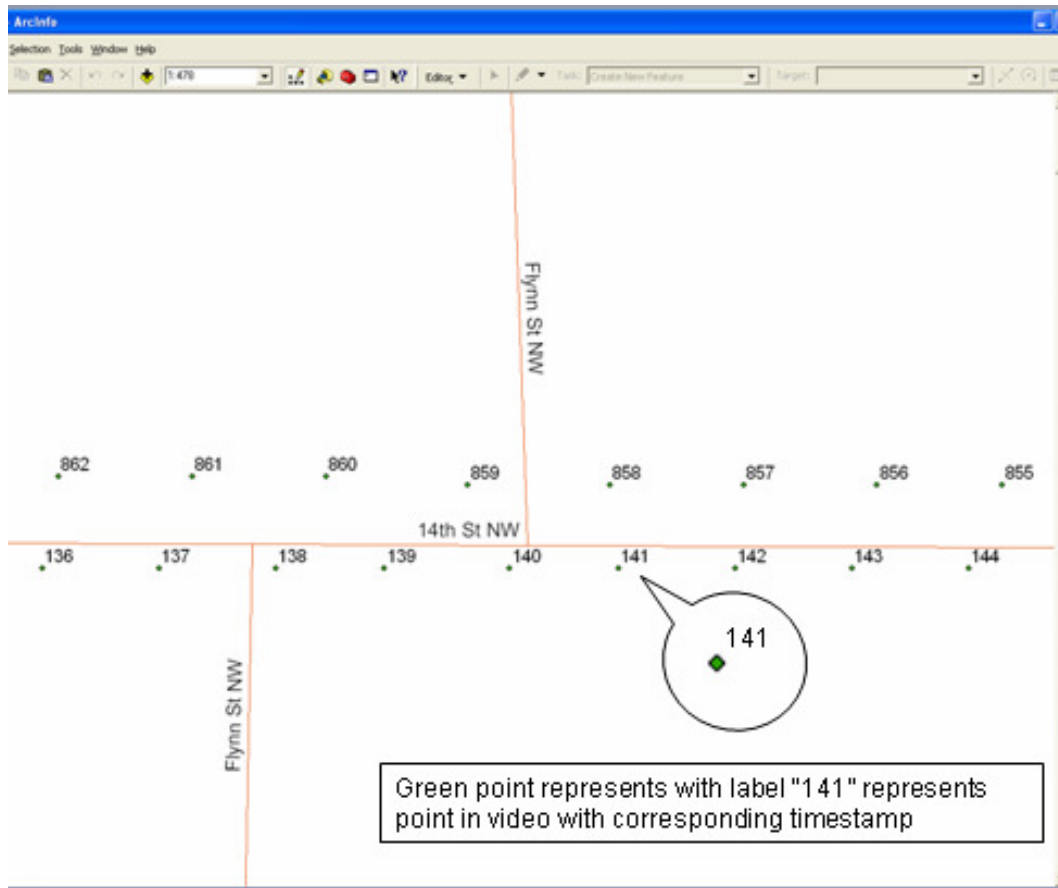 ArcInfo
Selection Tools Window Help
1:478 Editor Task: Create New Feature Target:
Flynn St NW
862 861 860 859 858 857 856 855
14th St NW
136 137 138 139 140 141 142 143 144
141
Flynn St NW
Green point represents with label "141" represents
point in video with corresponding timestamp